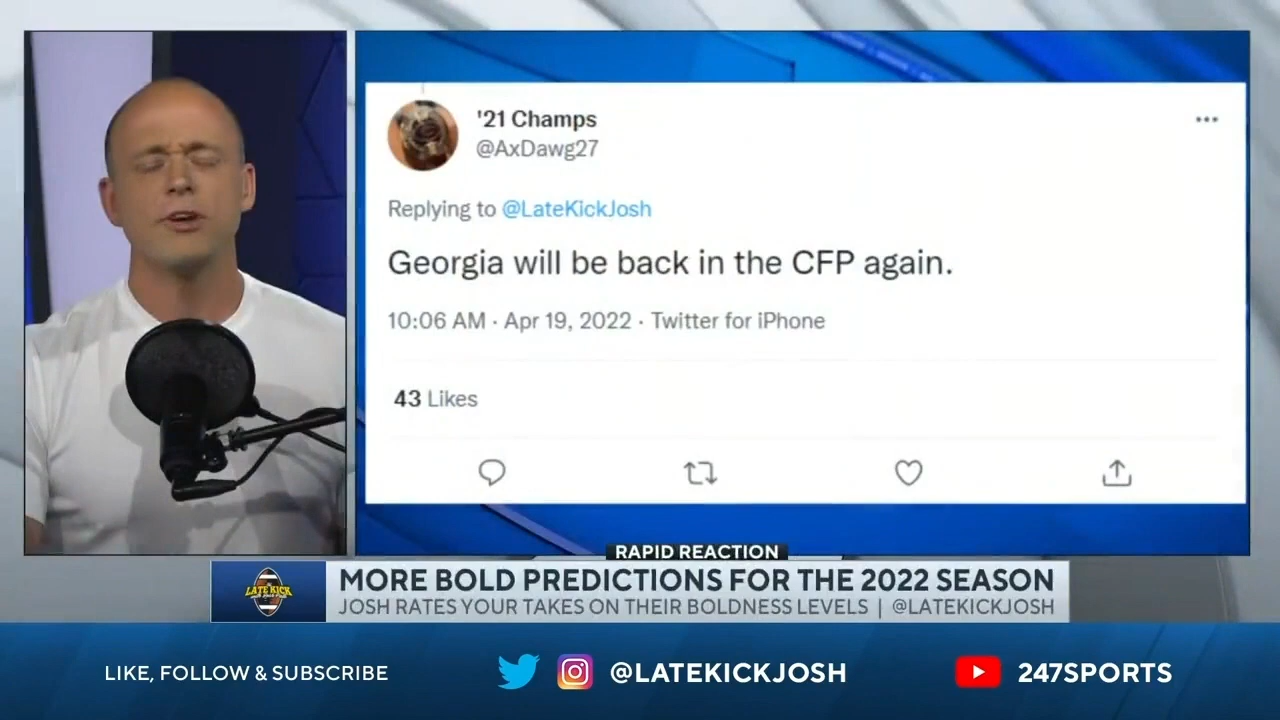 '21 Champs
@AxDawg27
Replying to @LateKickJosh
Georgia will be back in the CFP again.
10:06 AM · Apr 19, 2022 · Twitter for iPhone
43 Likes
RAPID REACTION
MORE BOLD PREDICTIONS FOR THE 2022 SEASON
JOSH RATES YOUR TAKES ON THEIR BOLDNESS LEVELS | @LATEKICKJOSH
LATE KICK
LIKE, FOLLOW & SUBSCRIBE
@LATEKICKJOSH
247SPORTS